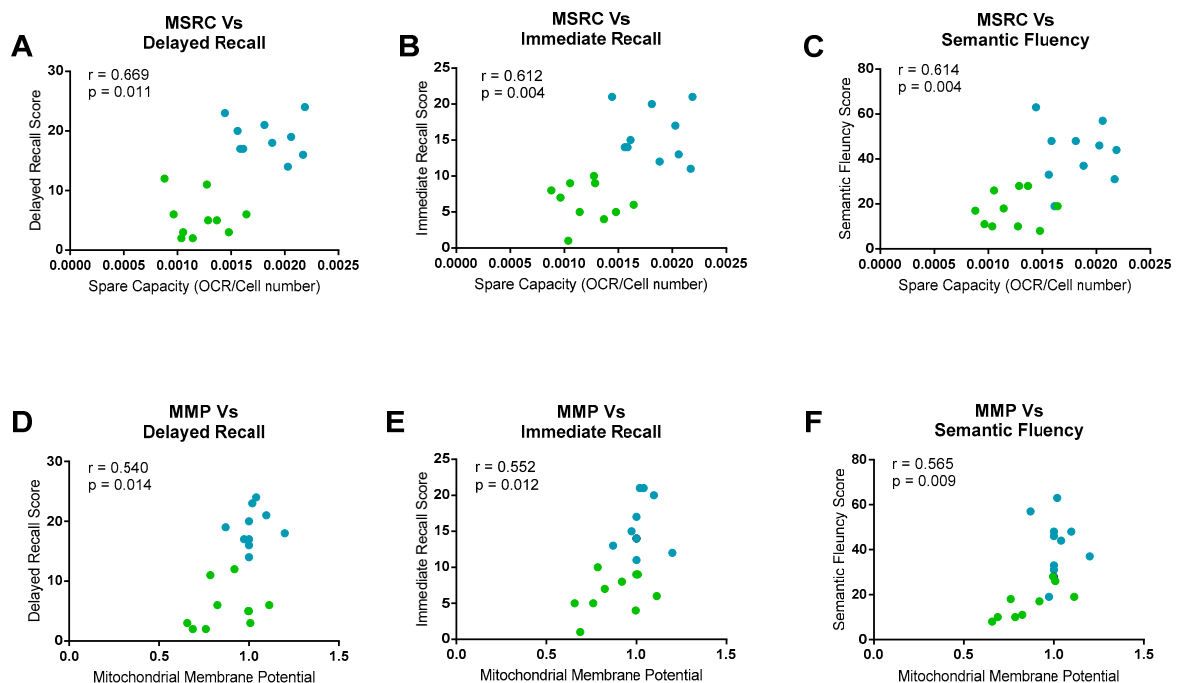 A
MSRC Vs
Delayed Recall
r = 0.669
p = 0.011
Delayed Recall Score
30
20
10
0
0.0000 0.0005 0.0010 0.0015 0.0020 0.0025
Spare Capacity (OCR/Cell number)
B
MSRC Vs
Immediate Recall
r = 0.612
p = 0.004
Immediate Recall Score
25
20
15
10
5
0
0.0000 0.0005 0.0010 0.0015 0.0020 0.0025
Spare Capacity (OCR/Cell number)
C
MSRC Vs
Semantic Fluency
r = 0.614
p = 0.004
Semantic Fleuncy Score
80
60
40
20
0
0.0000 0.0005 0.0010 0.0015 0.0020 0.0025
Spare Capacity (OCR/Cell number)
D
MMP Vs
Delayed Recall
r = 0.540
p = 0.014
Delayed Recall Score
30
20
10
0
0.0 0.5 1.0 1.5
Mitochondrial Membrane Potential
E
MMP Vs
Immediate Recall
r = 0.552
p = 0.012
Immediate Recall Score
25
20
15
10
5
0
0.0 0.5 1.0 1.5
Mitochondrial Membrane Potential
F
MMP Vs
Semantic Fluency
r = 0.565
p = 0.009
Semantic Fleuncy Score
80
60
40
20
0
0.0 0.5 1.0 1.5
Mitochondrial Membrane Potential